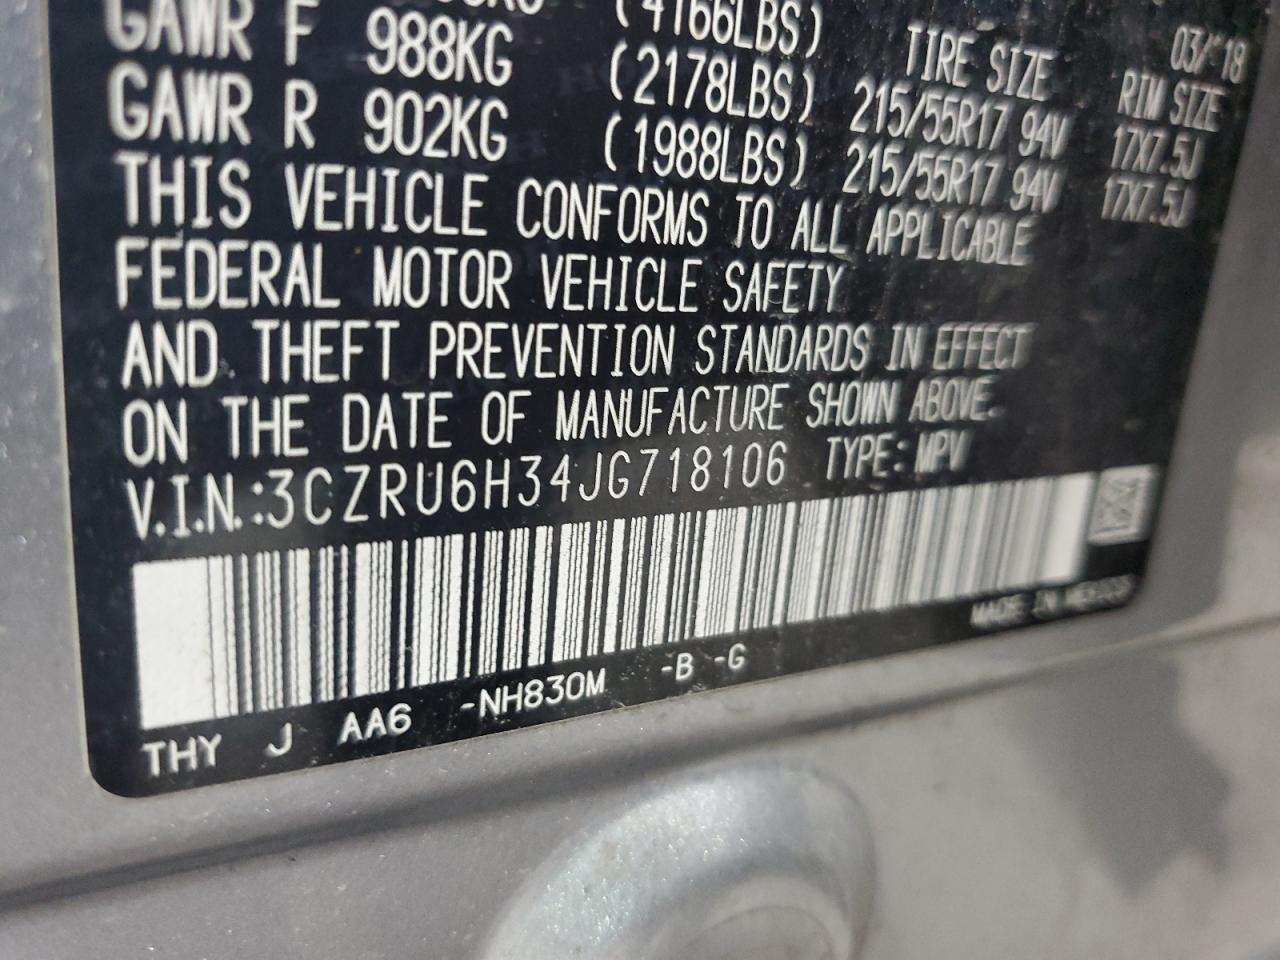 (4166LBS)
03/ 18
GAWR F 988KG (2178LBS) TIRE SIZE RIM SIZE
215/55R17 94V 17X7.5J
GAWR R 902KG (1988LBS) 215/55R17 94V 17X7.5J
THIS VEHICLE CONFORMS TO ALL APPLICABLE
FEDERAL MOTOR VEHICLE SAFETY
AND THEFT PREVENTION STANDARDS IN EFFECT
ON THE DATE OF MANUFACTURE SHOWN ABOVE.
V.I.N.:3CZRU6H34JG718106 TYPE: MPV
MADE IN MEXICO
THY J AA6 -NH830M -B -G